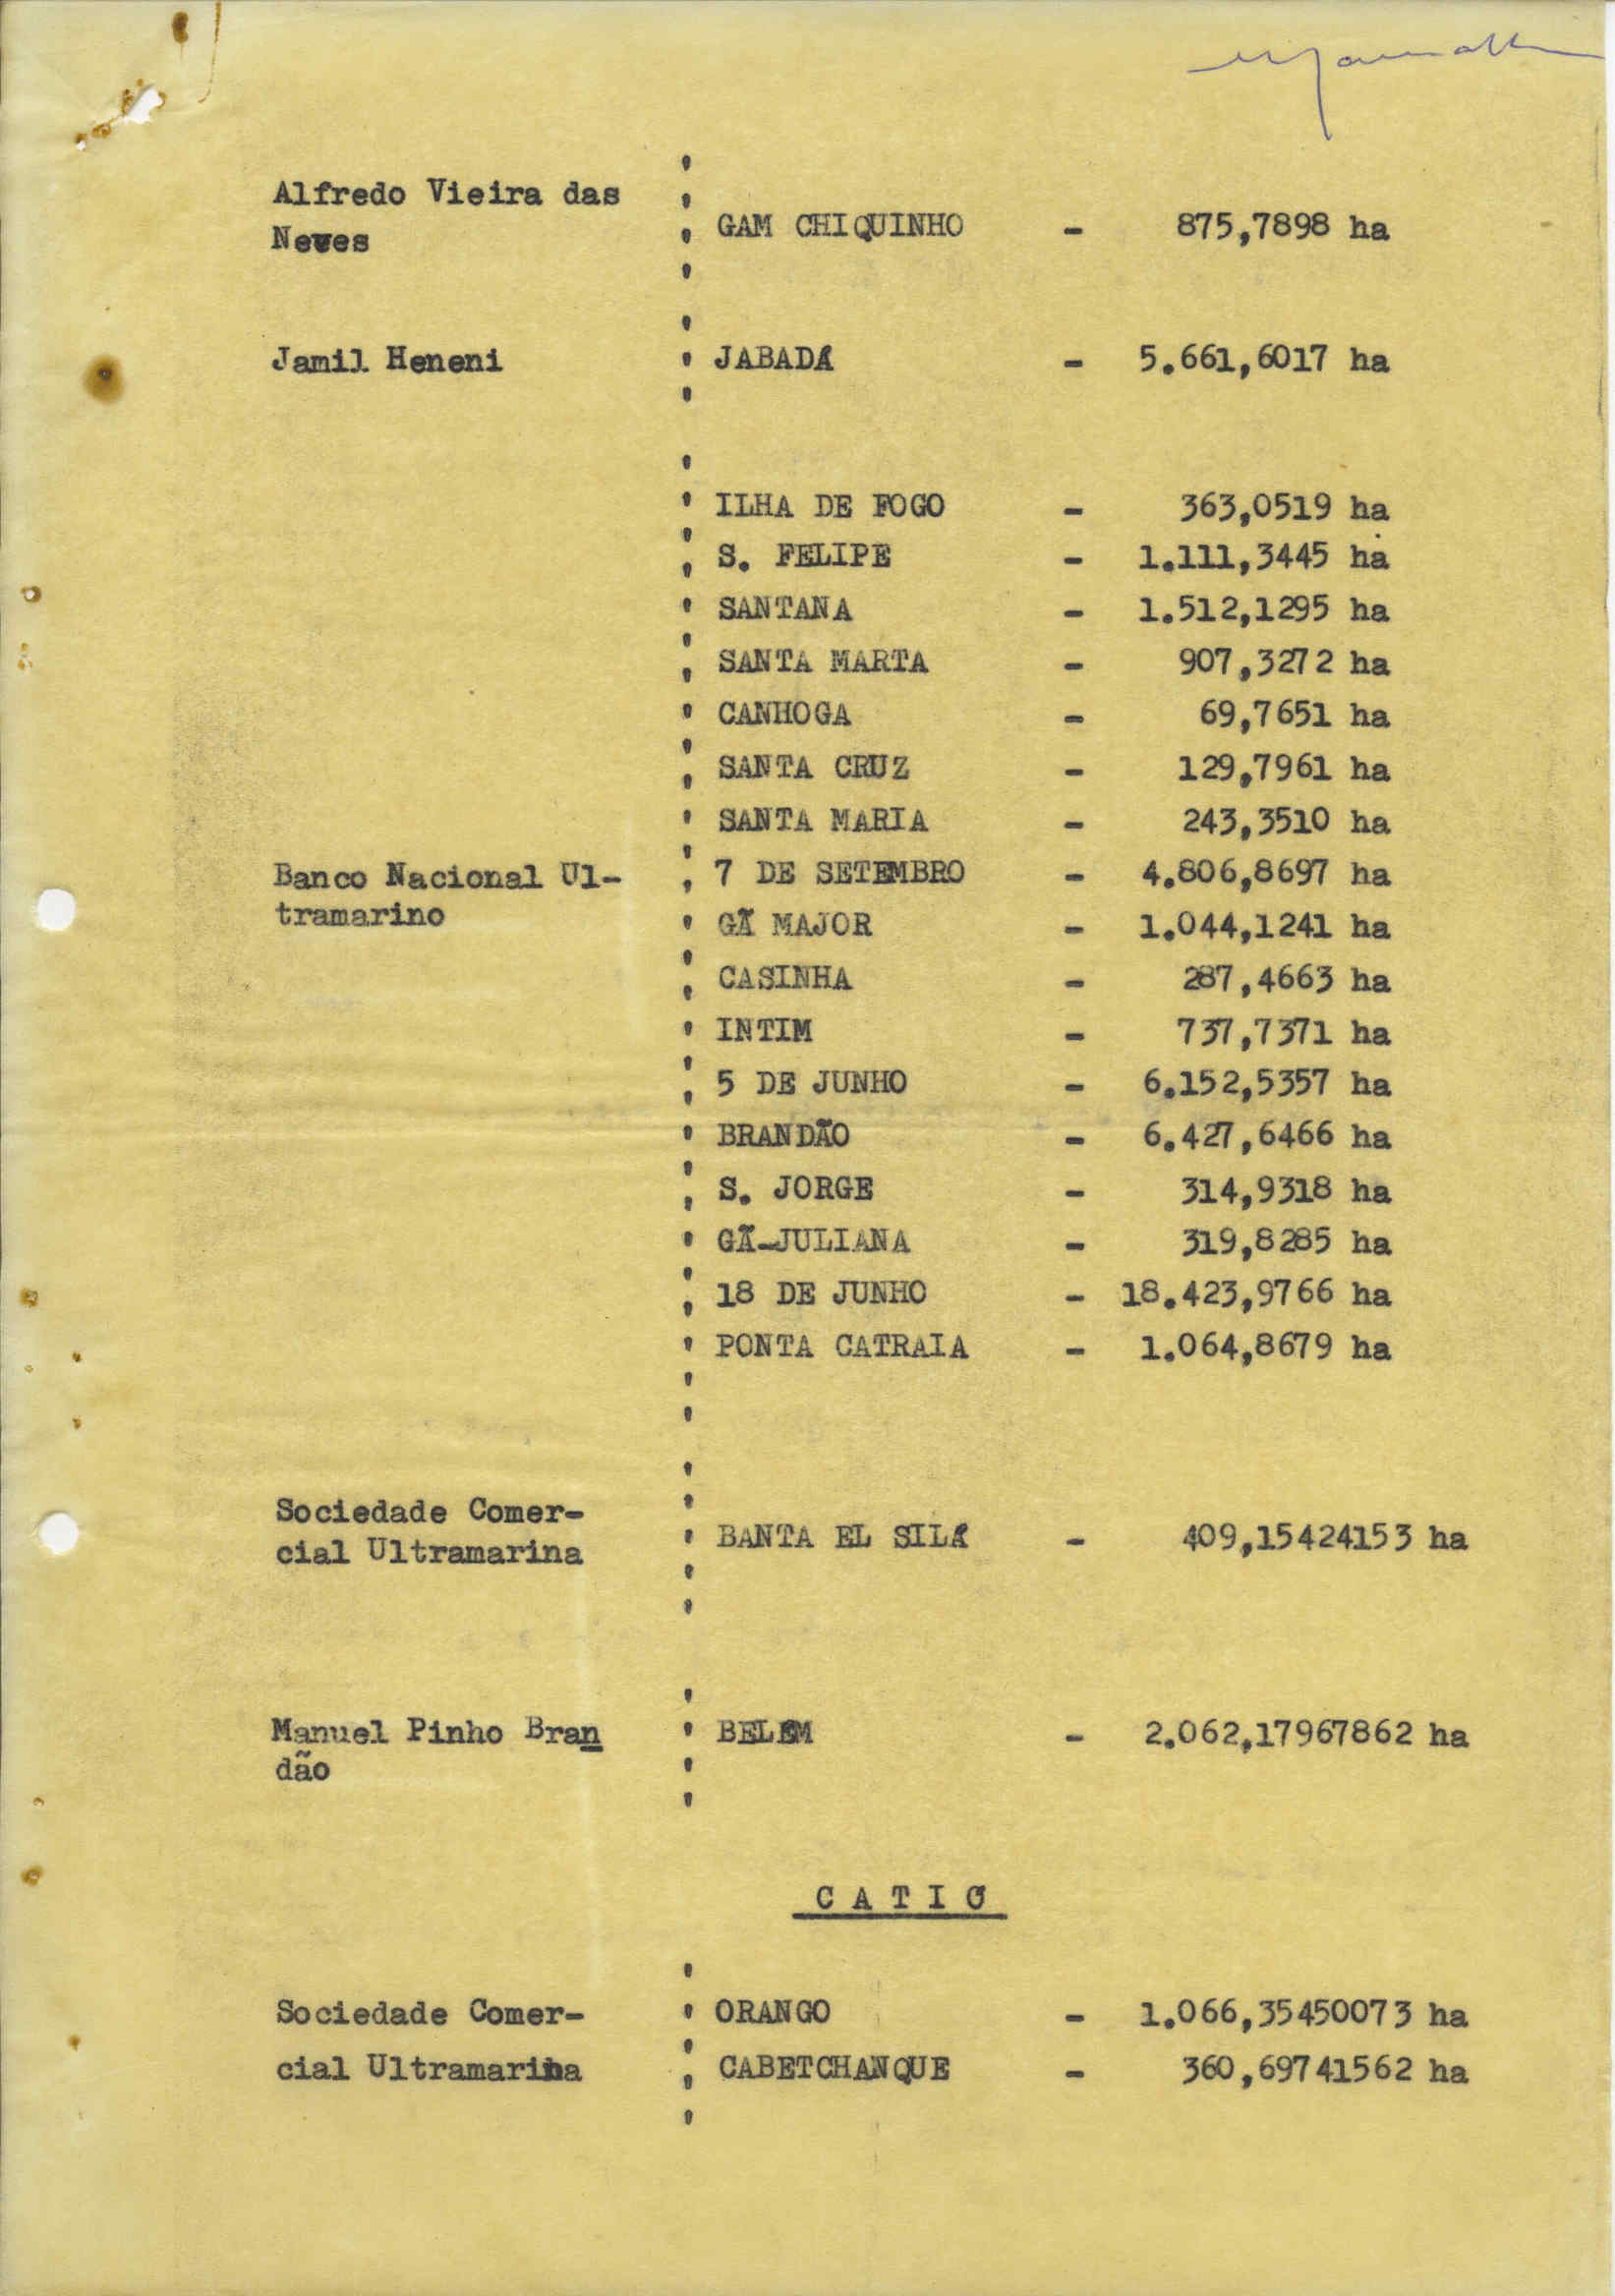 Alfredo Vieira das
Neves
GAM CHIQUINHO - 875,7898 ha
Jamil Heneni JABADÁ - 5.661,6017 ha
ILHA DE FOGO - 363,0519 ha
S. FELIPE - 1.111,3445 ha
SANTANA - 1.512,1295 ha
SANTA MARTA - 907,3272 ha
CANHOGA - 69,7651 ha
SANTA CRUZ - 129,7961 ha
SANTA MARIA - 243,3510 ha
Banco Nacional Ul- 7 DE SETEMBRO - 4.806,8697 ha
tramarino GÃ MAJOR - 1.044,1241 ha
CASINHA - 287,4663 ha
INTIM - 737,7371 ha
5 DE JUNHO - 6.152,5357 ha
BRANDÃO - 6.427,6466 ha
S. JORGE - 314,9318 ha
GÃ-JULIANA - 319,8285 ha
18 DE JUNHO - 18.423,9766 ha
PONTA CATRAIA - 1.064,8679 ha
Sociedade Comer-
cial Ultramarina
BANTA EL SILÁ - 409,15424153 ha
Manuel Pinho Bran BELÉM - 2.062,17967862 ha
dão
CATIÓ
Sociedade Comer- ORANGO - 1.066,35450073 ha
cial Ultramarina CABETCHANQUE - 360,69741562 ha